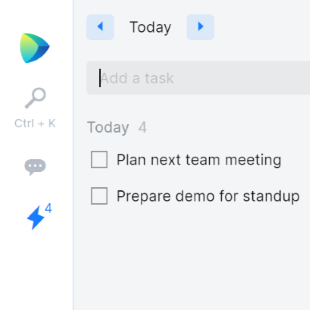 Today
Add a task
Ctrl + K
Today 4
Plan next team meeting
4
Prepare demo for standup